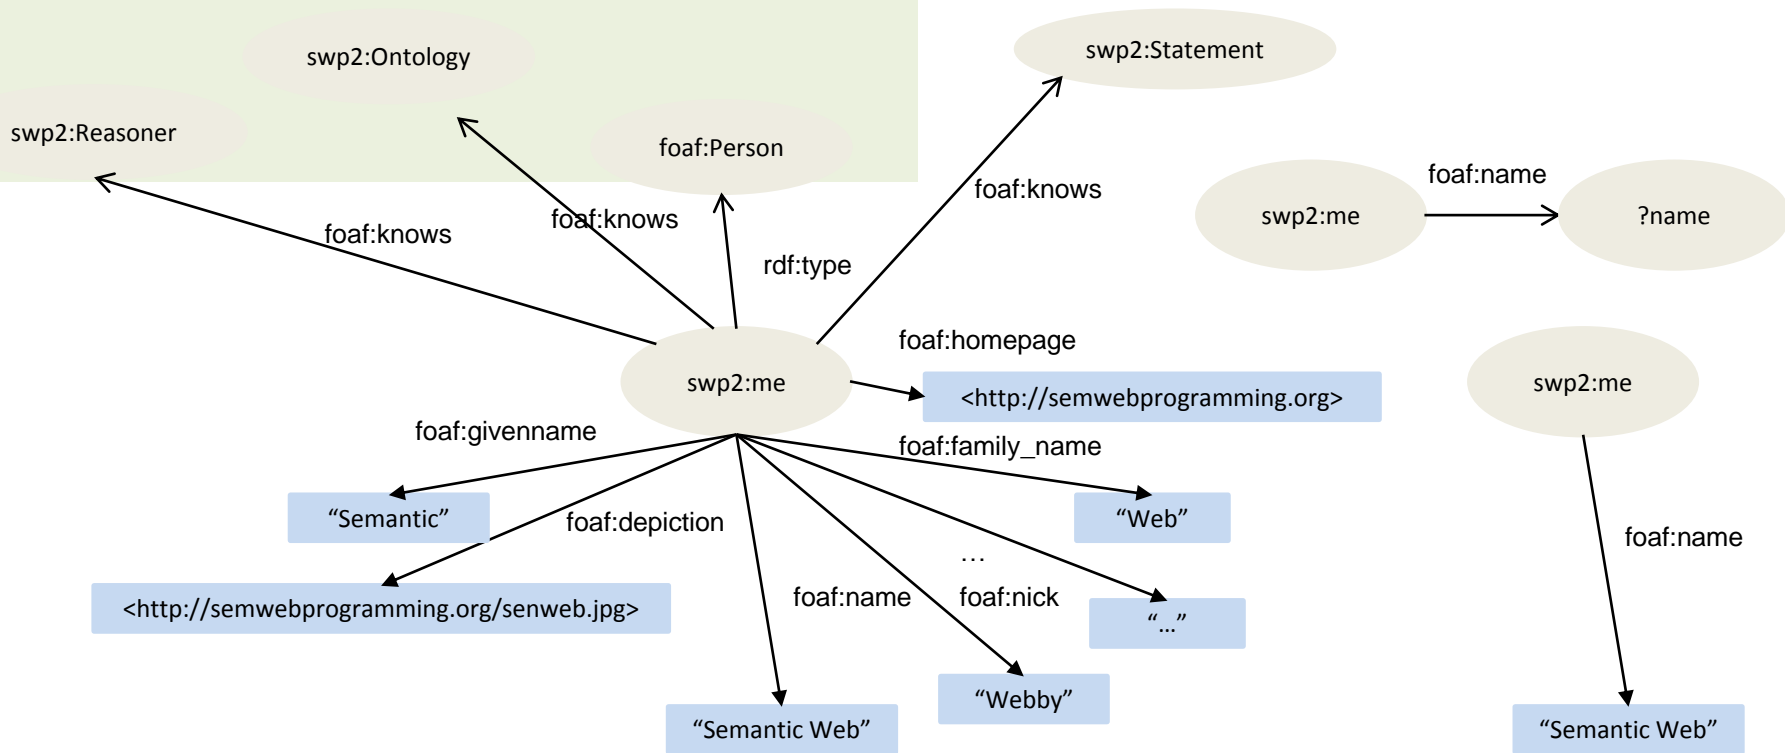 swp2:Ontology
swp2:Statement
swp2:Reasoner
foaf:Person
foaf:name
foaf:knows
foaf:knows
foaf:knows
swp2:me
?name
rdf:type
foaf:homepage
swp2:me
<http://semwebprogramming.org>
swp2:me
foaf:givenname
foaf:family_name
“Semantic”
foaf:depiction
“Web”
foaf:name
…
<http://semwebprogramming.org/senweb.jpg>
foaf:name
foaf:nick
“…”
“Webby”
“Semantic Web”
“Semantic Web”